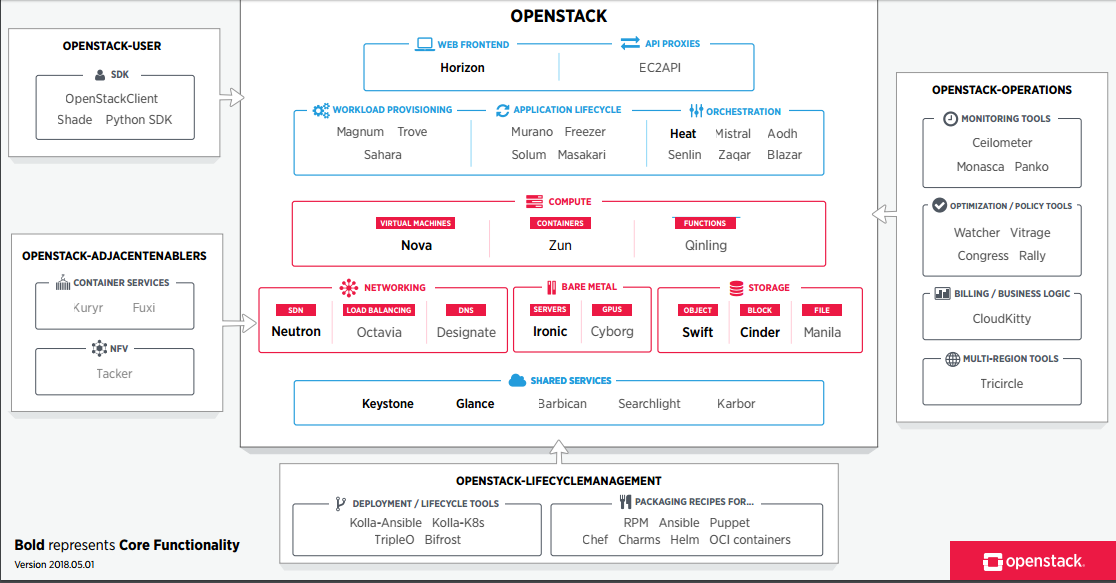 OPENSTACK
WEB FRONTEND
API PROXIES
Horizon
EC2API
WORKLOAD PROVISIONING
APPLICATION LIFECYCLE
ORCHESTRATION
Magnum Trove
Sahara
Murano Freezer
Solum Masakari
Heat Mistral Aodh
Senlin Zaqar Blazar
COMPUTE
VIRTUAL MACHINES
Nova
CONTAINERS
Zun
FUNCTIONS
Qinling
NETWORKING
SDN
Neutron
LOAD BALANCING
Octavia
DNS
Designate
BARE METAL
SERVERS
Ironic
GPUS
Cyborg
STORAGE
OBJECT
Swift
BLOCK
Cinder
FILE
Manila
SHARED SERVICES
Keystone Glance Barbican Searchlight Karbor
OPENSTACK-USER
SDK
OpenStackClient
Shade Python SDK
OPENSTACK-ADJACENTENABLERS
CONTAINER SERVICES
Kuryr Fuxi
NFV
Tacker
OPENSTACK-OPERATIONS
MONITORING TOOLS
Ceilometer
Monasca Panko
OPTIMIZATION / POLICY TOOLS
Watcher Vitrage
Congress Rally
BILLING / BUSINESS LOGIC
CloudKitty
MULTI-REGION TOOLS
Tricircle
OPENSTACK-LIFECYCLEMANAGEMENT
DEPLOYMENT / LIFECYCLE TOOLS
Kolla-Ansible Kolla-K8s
TripleO Bifrost
PACKAGING RECIPES FOR...
RPM Ansible Puppet
Chef Charms Helm OCI containers
Bold represents Core Functionality
Version 2018.05.01
openstack.